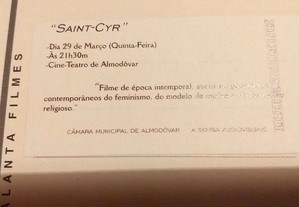 "SAINT-CYR"
-Dia 29 de Março (Quinta-Feira)
-Às 21h30m
-Cine-Teatro de Almodôvar
"Filme de época intemporal,
contemporâneos do feminismo, do modelo de
religioso."
CÂMARA MUNICIPAL DE ALMODÔVAR
ALANTA FILMES